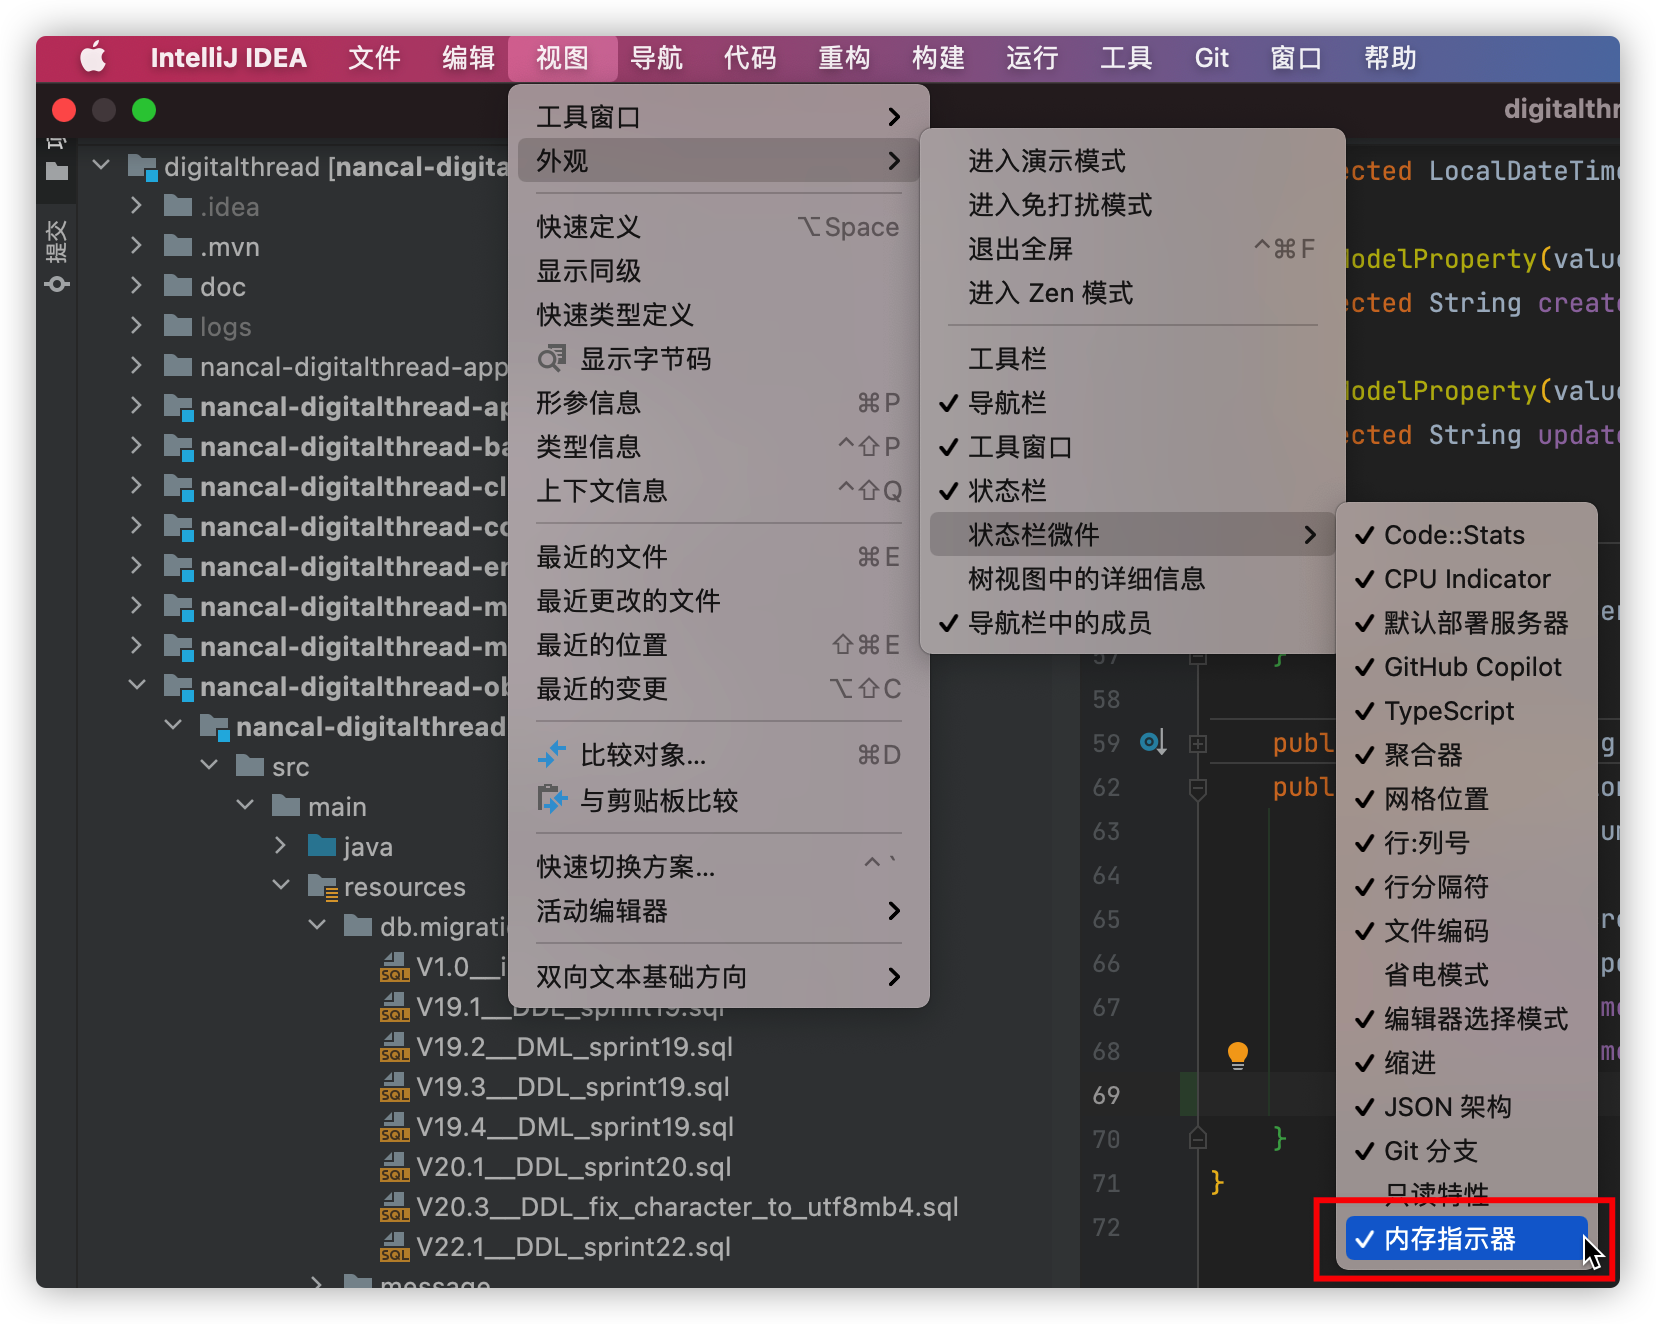 IntelliJ IDEA 文件 编辑 视图 导航 代码 重构 构建 运行 工具 Git 窗口 帮助
digitalthr
提交
digitalthread [nancal-digita
.idea
.mvn
doc
logs
nancal-digitalthread-app
nancal-digitalthread-ap
nancal-digitalthread-ba
nancal-digitalthread-cl
nancal-digitalthread-co
nancal-digitalthread-er
nancal-digitalthread-m
nancal-digitalthread-m
nancal-digitalthread-ob
nancal-digitalthread
src
main
java
resources
db.migrati
V1.0__i
V19.1__DDL_sprint19.sql
V19.2__DML_sprint19.sql
V19.3__DDL_sprint19.sql
V19.4__DML_sprint19.sql
V20.1__DDL_sprint20.sql
V20.3__DDL_fix_character_to_utf8mb4.sql
V22.1__DDL_sprint22.sql
message
工具窗口
外观
快速定义 ⌥Space
显示同级
快速类型定义
显示字节码
形参信息 ⌘P
类型信息 ^⇧P
上下文信息 ^⇧Q
最近的文件 ⌘E
最近更改的文件
最近的位置 ⇧⌘E
最近的变更 ⌥⇧C
比较对象... ⌘D
与剪贴板比较
快速切换方案... ^`
活动编辑器
双向文本基础方向
进入演示模式
进入免打扰模式
退出全屏 ^⌘F
进入 Zen 模式
工具栏
✓ 导航栏
✓ 工具窗口
✓ 状态栏
状态栏微件
树视图中的详细信息
✓ 导航栏中的成员
✓ Code::Stats
✓ CPU Indicator
✓ 默认部署服务器
✓ GitHub Copilot
✓ TypeScript
✓ 聚合器
✓ 网格位置
✓ 行:列号
✓ 行分隔符
✓ 文件编码
省电模式
✓ 编辑器选择模式
✓ 缩进
✓ JSON 架构
✓ Git 分支
只读特性
✓ 内存指示器
ected LocalDateTime
ModelProperty(value
ected String create
ModelProperty(value
ected String update
57 }
58
59 publ
62 publ
63
64
65
66
67
68
69
70 }
71 }
72